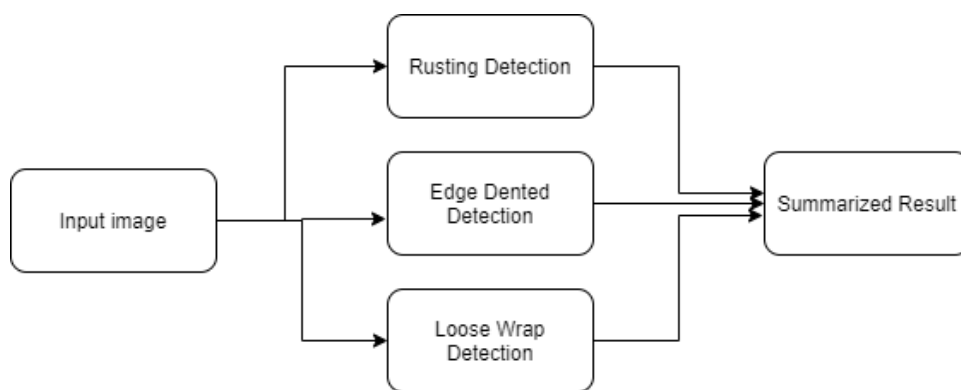 Rusting Detection
Input image
Edge Dented
Detection
Summarized Result
Loose Wrap
Detection